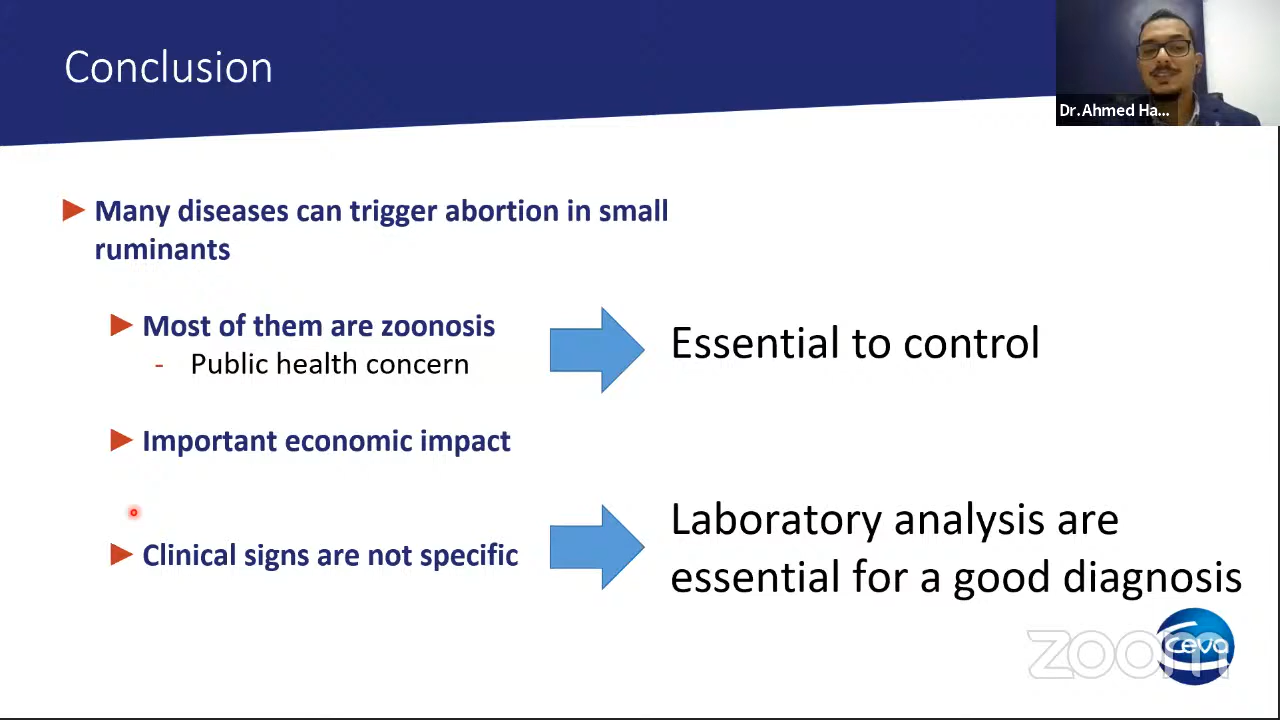 Conclusion
Dr.Ahmed Ha...
Many diseases can trigger abortion in small
ruminants
Most of them are zoonosis
- Public health concern
Essential to control
Important economic impact
Clinical signs are not specific
Laboratory analysis are
essential for a good diagnosis
zoom
Ceva